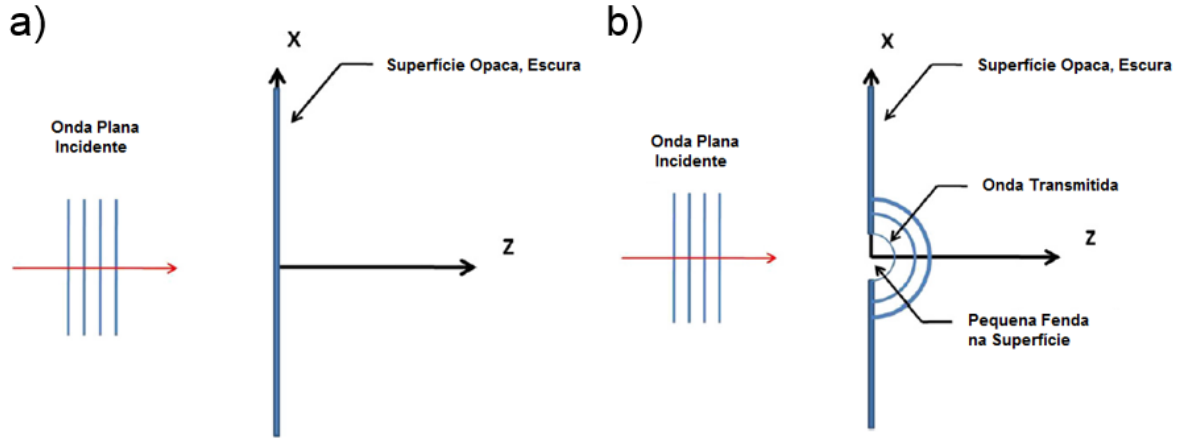 a)
X
Superfície Opaca, Escura
Onda Plana
Incidente
Z
b)
X
Superfície Opaca, Escura
Onda Plana
Incidente
Onda Transmitida
Z
Pequena Fenda
na Superfície